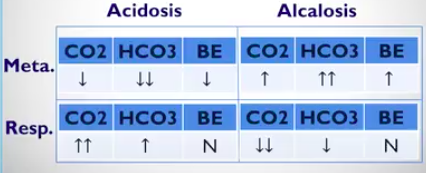 Acidosis Alcalosis
Meta. CO2 HCO3 BE CO2 HCO3 BE
↓ ↓↓ ↓ ↑ ↑↑ ↑
Resp. CO2 HCO3 BE CO2 HCO3 BE
↑↑ ↑ N ↓↓ ↓ N